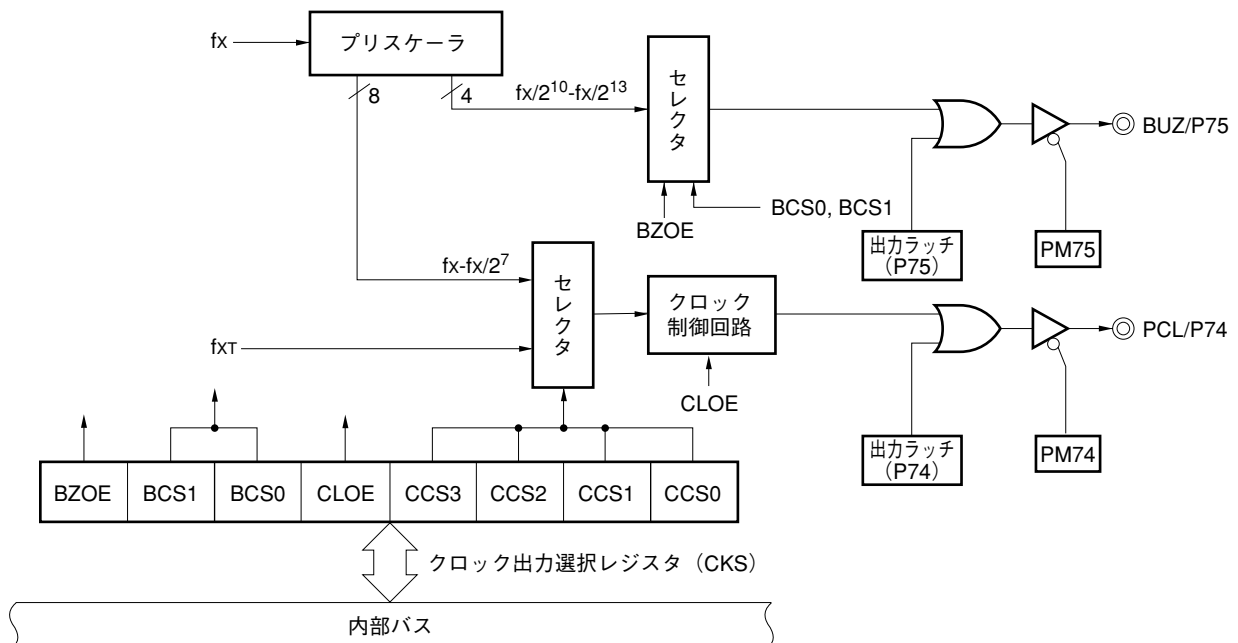 fX
プリスケーラ
8
4
fX/2¹⁰-fX/2¹³
セレクタ
BUZ/P75
BZOE
BCS0, BCS1
出力ラッチ
（P75）
PM75
fX-fX/2⁷
セレクタ
クロック
制御回路
PCL/P74
fXT
CLOE
出力ラッチ
（P74）
PM74
BZOE BCS1 BCS0 CLOE CCS3 CCS2 CCS1 CCS0
クロック出力選択レジスタ（CKS）
内部バス